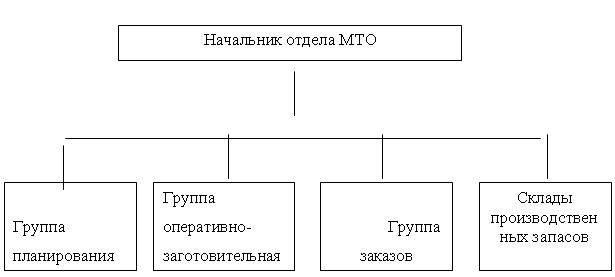 Начальник отдела МТО
Группа
планирования
Группа
оперативно-
заготовительная
Группа
заказов
Склады
производствен
ных запасов